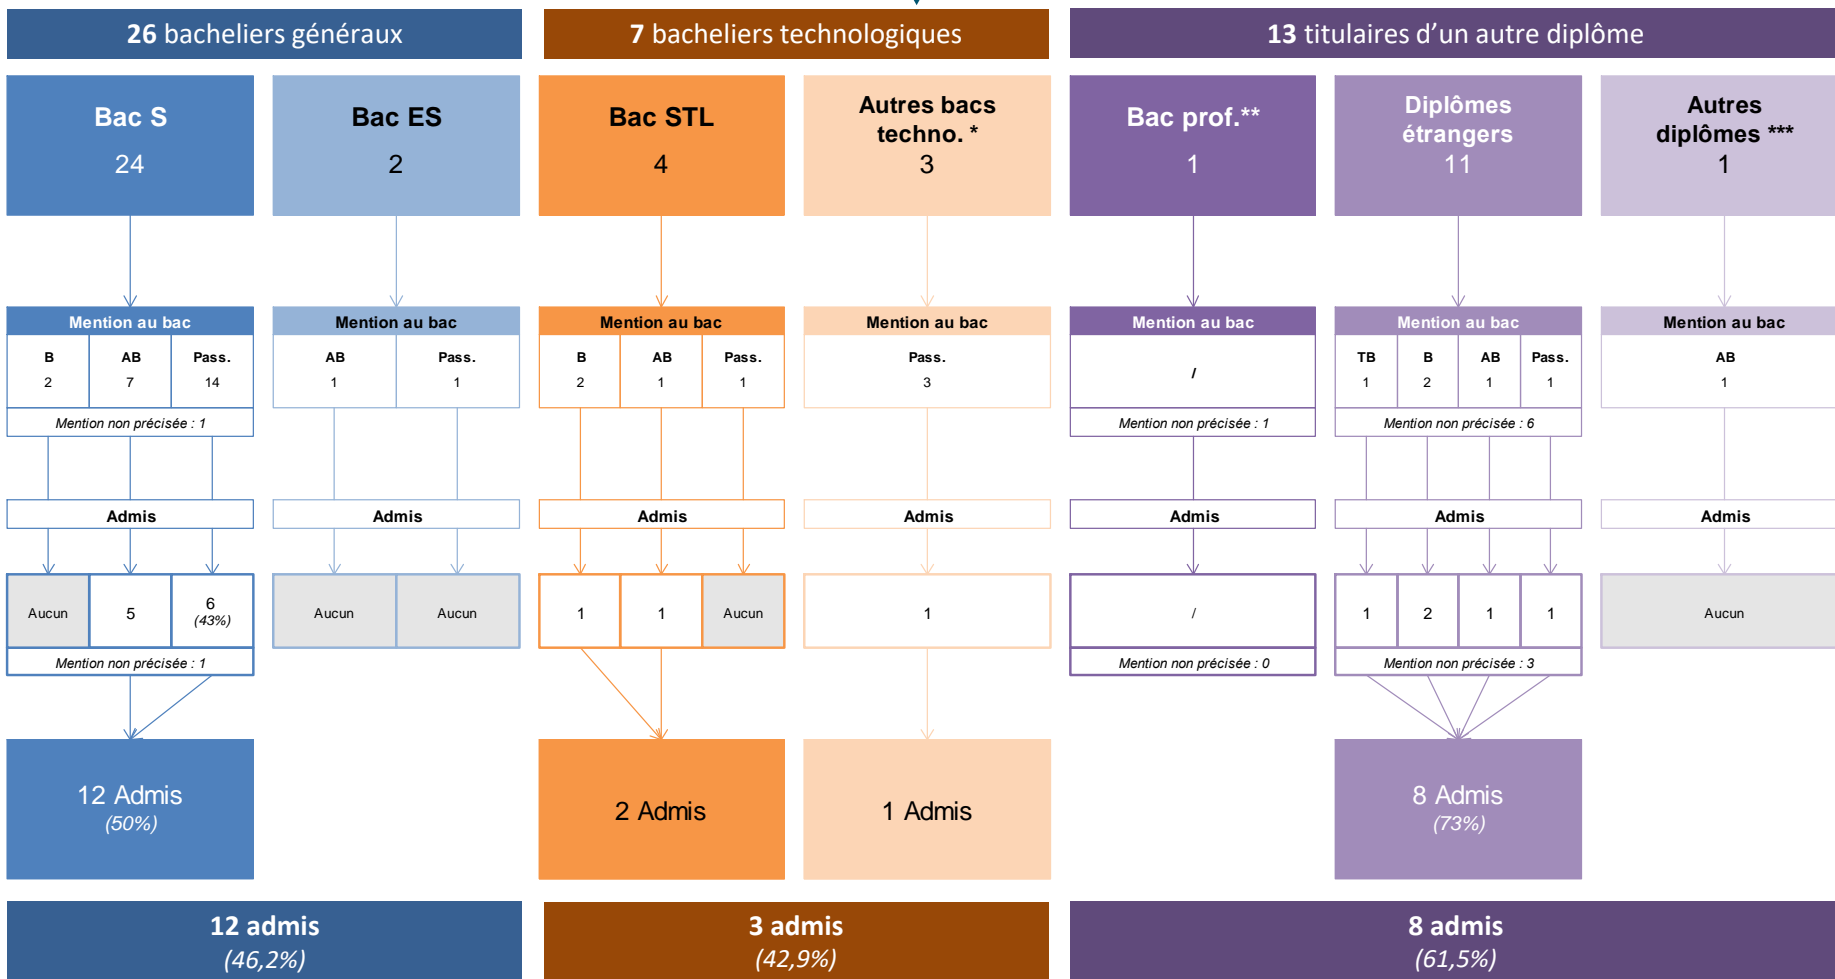 26 bacheliers généraux
7 bacheliers technologiques
13 titulaires d'un autre diplôme
Bac S
24
Bac ES
2
Bac STL
4
Autres bacs
techno. *
3
Bac prof.**
1
Diplômes
étrangers
11
Autres
diplômes ***
1
Mention au bac
B AB Pass.
2 7 14
Mention non précisée : 1
Mention au bac
AB Pass.
1 1
Mention au bac
B AB Pass.
2 1 1
Mention au bac
Pass.
3
Mention au bac
/
Mention non précisée : 1
Mention au bac
TB B AB Pass.
1 2 1 1
Mention non précisée : 6
Mention au bac
AB
1
Admis
Aucun 5 6
(43%)
Mention non précisée : 1
Admis
Aucun Aucun
Admis
1 1 Aucun
Admis
1
Admis
/
Mention non précisée : 0
Admis
1 2 1 1
Mention non précisée : 3
Admis
Aucun
12 Admis
(50%)
2 Admis
1 Admis
8 Admis
(73%)
12 admis
(46,2%)
3 admis
(42,9%)
8 admis
(61,5%)